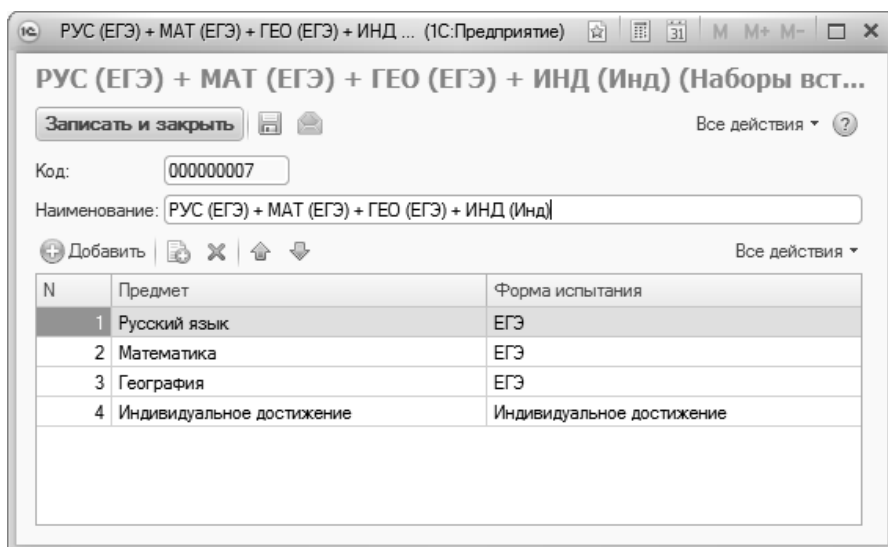 1С РУС (ЕГЭ) + МАТ (ЕГЭ) + ГЕО (ЕГЭ) + ИНД ... (1С:Предприятие) 31 M M+ M-
РУС (ЕГЭ) + МАТ (ЕГЭ) + ГЕО (ЕГЭ) + ИНД (Инд) (Наборы вст...
Записать и закрыть Все действия ?
Код: 000000007
Наименование: РУС (ЕГЭ) + МАТ (ЕГЭ) + ГЕО (ЕГЭ) + ИНД (Инд)
Добавить Все действия
N Предмет Форма испытания
1 Русский язык ЕГЭ
2 Математика ЕГЭ
3 География ЕГЭ
4 Индивидуальное достижение Индивидуальное достижение